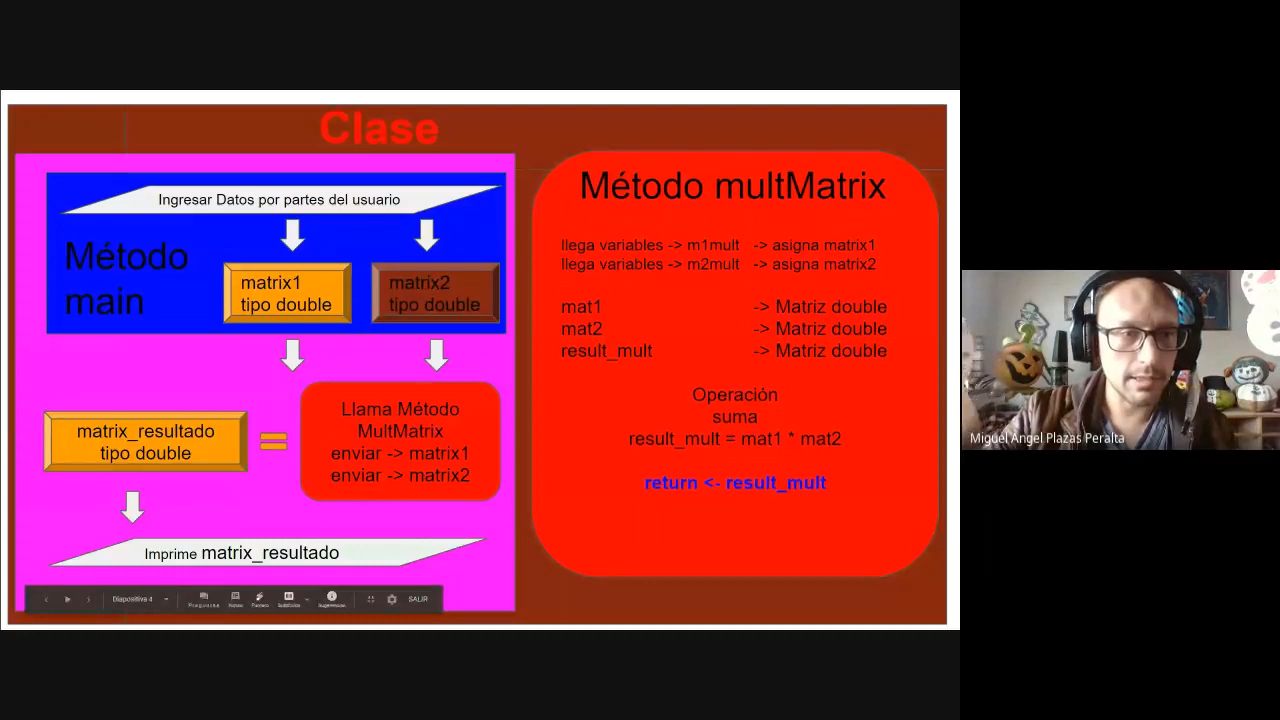 Clase
Ingresar Datos por partes del usuario
Método
main
matrix1
tipo double
matrix2
tipo double
matrix_resultado
tipo double
Llama Método
MultMatrix
enviar -> matrix1
enviar -> matrix2
Imprime matrix_resultado
Diapositiva 4
SALIR
Método multMatrix
llega variables -> m1mult -> asigna matrix1
llega variables -> m2mult -> asigna matrix2
mat1 -> Matriz double
mat2 -> Matriz double
result_mult -> Matriz double
Operación
suma
result_mult = mat1 * mat2
return <- result_mult
Miguel Angel Plazas Peralta